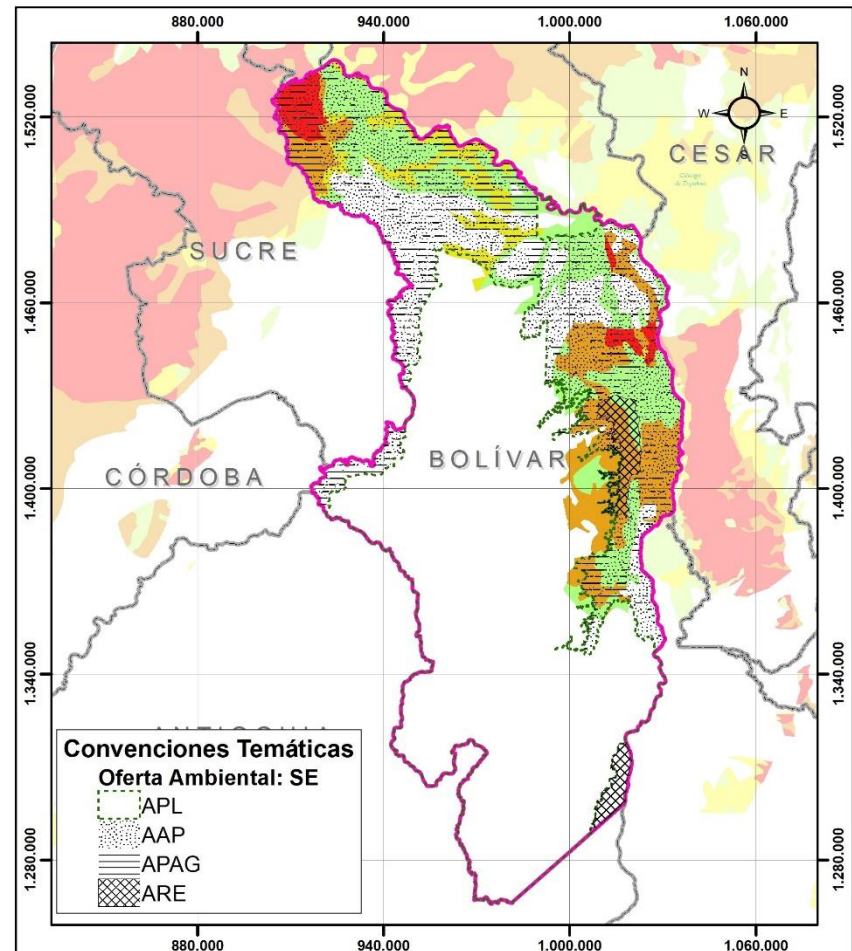 880.000 940.000 1.000.000 1.060.000
N
W E
S
1.520.000 1.520.000
CESAR
SUCRE
1.460.000 1.460.000
BOLÍVAR
CÓRDOBA
1.400.000 1.400.000
1.340.000 1.340.000
Convenciones Temáticas
Oferta Ambiental: SE
APL
AAP
APAG
ARE
1.280.000 1.280.000
880.000 940.000 1.000.000 1.060.000